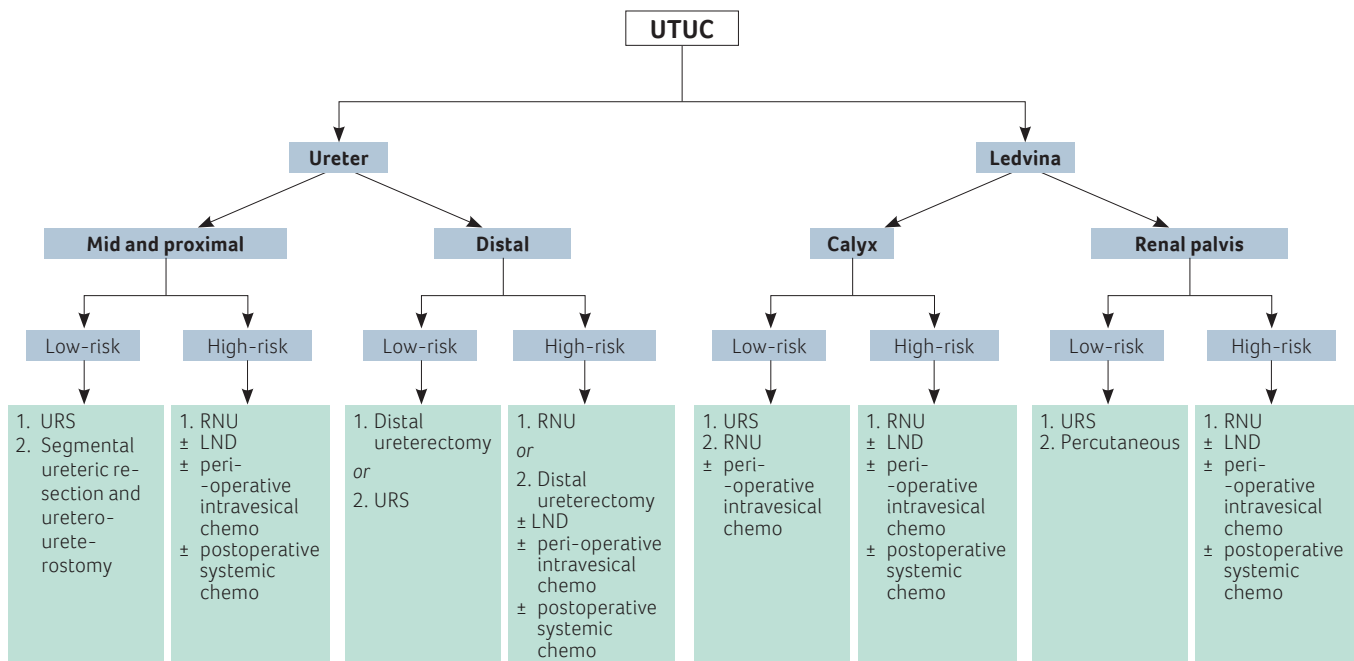 UTUC
Ureter
Ledvina
Mid and proximal
Distal
Calyx
Renal palvis
Low-risk
High-risk
Low-risk
High-risk
Low-risk
High-risk
Low-risk
High-risk
1. URS
2. Segmental
ureteric re-
section and
uretero-
urete-
rostomy
1. RNU
± LND
± peri-
-operative
intravesical
chemo
± postoperative
systemic
chemo
1. Distal
ureterectomy
or
2. URS
1. RNU
or
2. Distal
ureterectomy
± LND
± peri-operative
intravesical
chemo
± postoperative
systemic
chemo
1. URS
2. RNU
± peri-
-operative
intravesical
chemo
1. RNU
± LND
± peri-
-operative
intravesical
chemo
± postoperative
systemic
chemo
1. URS
2. Percutaneous
1. RNU
± LND
± peri-
-operative
intravesical
chemo
± postoperative
systemic
chemo